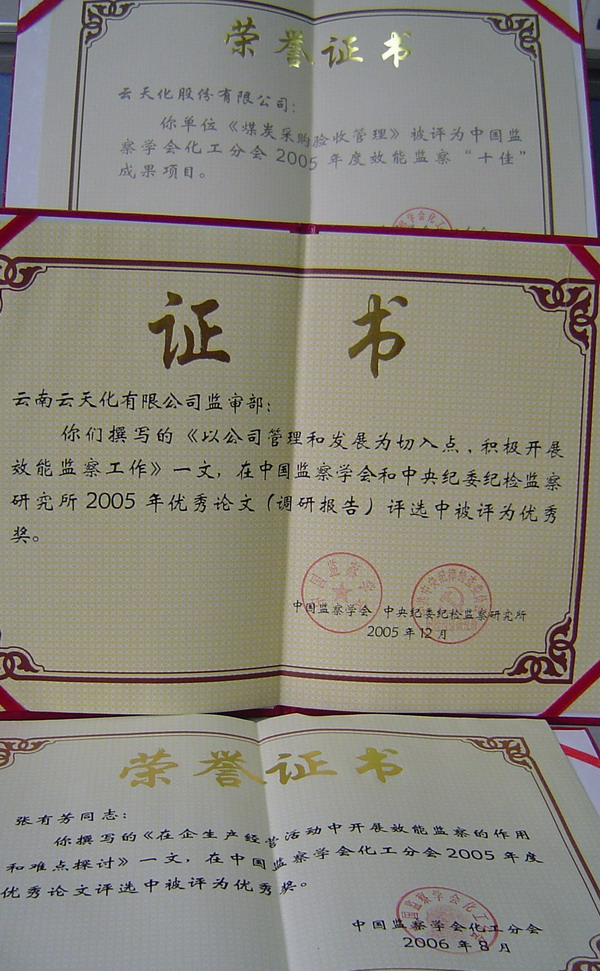 荣誉证书
云天化股份有限公司：
你单位《煤炭采购验收管理》被评为中国监
察学会化工分会2005年度效能监察“十佳”
成果项目。
证书
云南云天化有限公司监审部：
你们撰写的《以公司管理和发展为切入点、积极开展
效能监察工作》一文，在中国监察学会和中央纪委纪检监察
研究所2005年优秀论文（调研报告）评选中被评为优秀
奖。
中国监察学会 中央纪委纪检监察研究所
2005年12月
荣誉证书
张有芳同志：
你撰写的《在企生产经营活动中开展效能监察的作用
和难点探讨》一文，在中国监察学会化工分会2005年度
优秀论文评选中被评为优秀奖。
中国监察学会化工分会
2006年8月